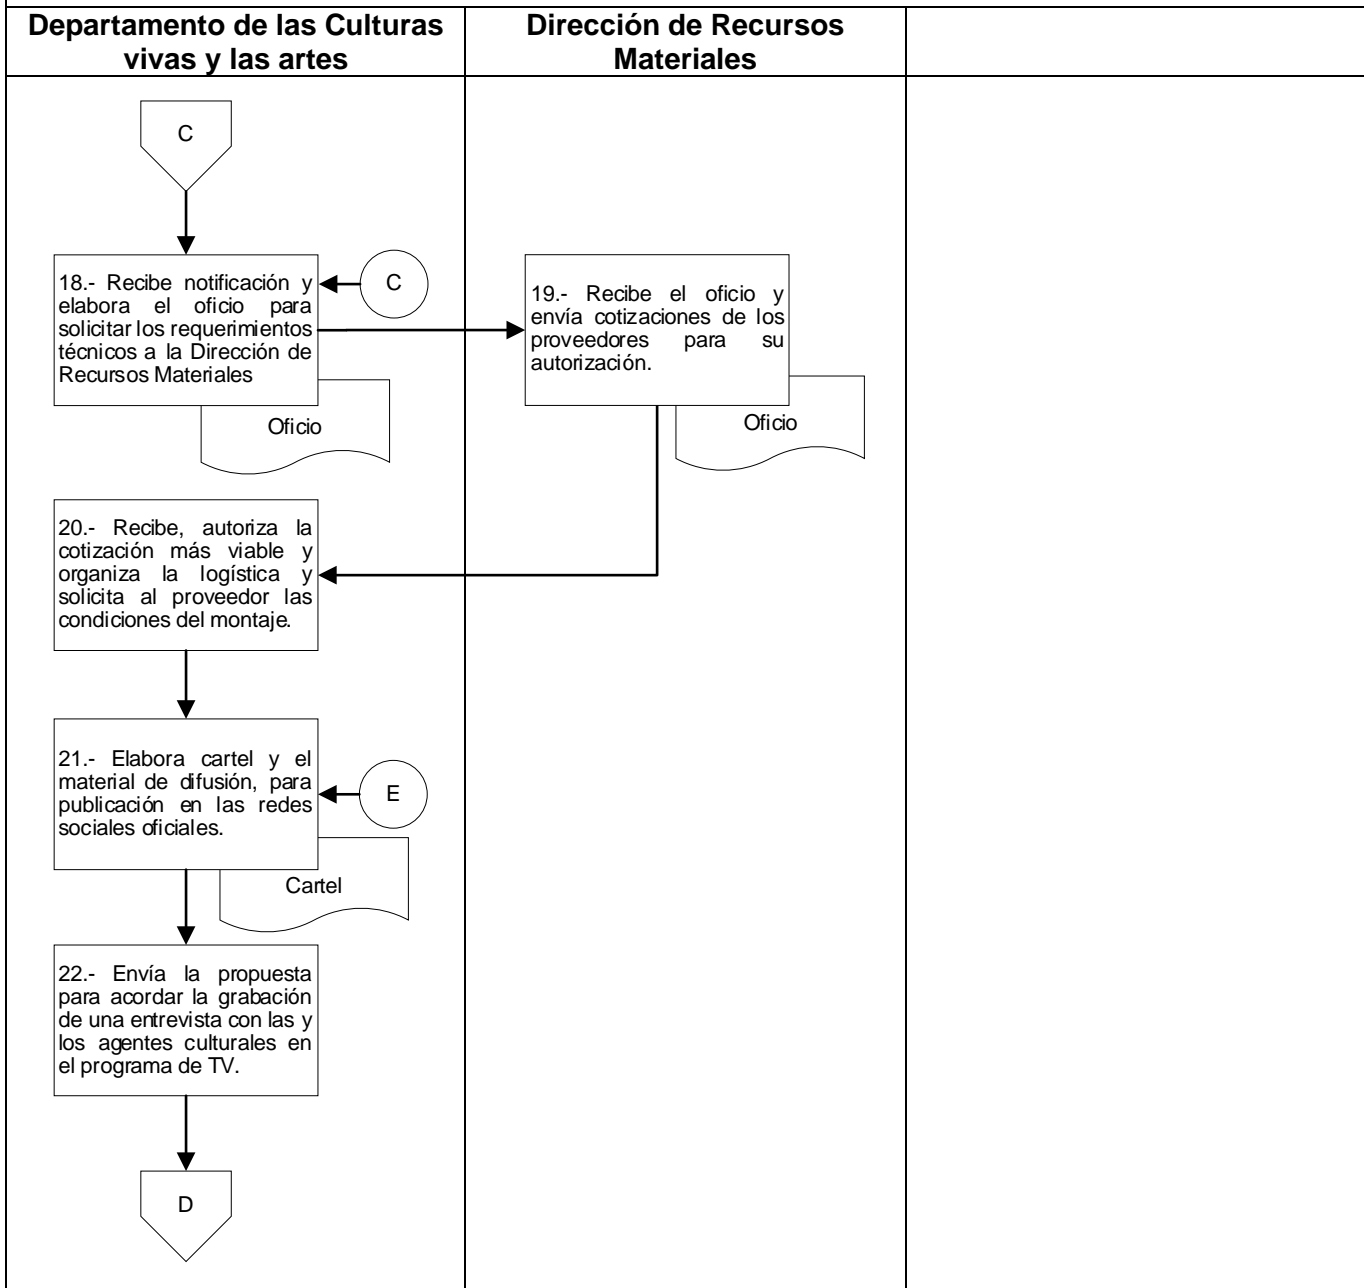 Departamento de las Culturas
vivas y las artes
Dirección de Recursos
Materiales
C
18.- Recibe notificación y
elabora el oficio para
solicitar los requerimientos
técnicos a la Dirección de
Recursos Materiales
C
Oficio
19.- Recibe el oficio y
envía cotizaciones de los
proveedores para su
autorización.
Oficio
20.- Recibe, autoriza la
cotización más viable y
organiza la logística y
solicita al proveedor las
condiciones del montaje.
21.- Elabora cartel y el
material de difusión, para
publicación en las redes
sociales oficiales.
E
Cartel
22.- Envía la propuesta
para acordar la grabación
de una entrevista con las y
los agentes culturales en
el programa de TV.
D